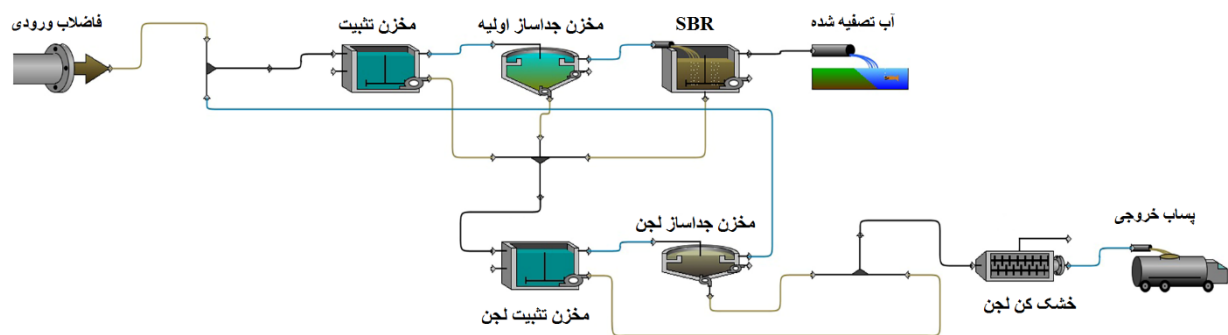 فاضلاب ورودی
مخزن تثبیت
مخزن جداساز اولیه
SBR
آب تصفیه شده
مخزن جداساز لجن
مخزن تثبیت لجن
خشک کن لجن
پساب خروجی